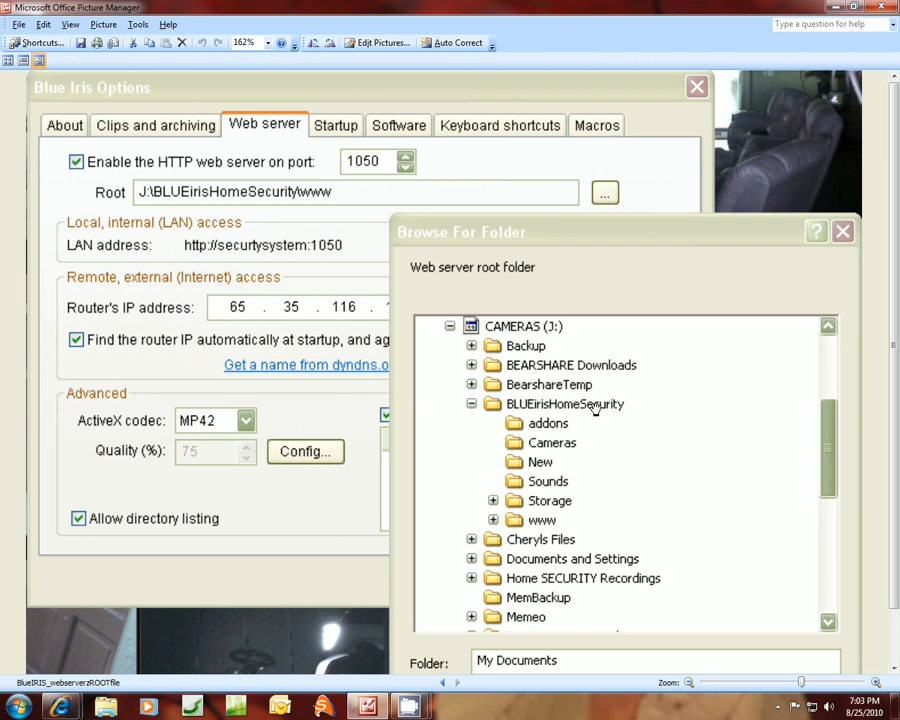 Microsoft Office Picture Manager
File Edit View Picture Tools Help
Type a question for help
Shortcuts... 162% Edit Pictures... Auto Correct
Blue Iris Options
About Clips and archiving Web server Startup Software Keyboard shortcuts Macros
Enable the HTTP web server on port: 1050
Root J:\BLUEirisHomeSecurity\www ...
Local, internal (LAN) access
LAN address: http://securtysystem:1050
Remote, external (Internet) access
Router's IP address: 65 . 35 . 116 .
Find the router IP automatically at startup, and ag
Get a name from dyndns.o
Advanced
ActiveX codec: MP42
Quality (%): 75 Config...
Allow directory listing
Browse For Folder
Web server root folder
CAMERAS (J:)
Backup
BEARSHARE Downloads
BearshareTemp
BLUEirisHomeSecurity
addons
Cameras
New
Sounds
Storage
www
Cheryls Files
Documents and Settings
Home SECURITY Recordings
MemBackup
Memeo
Folder: My Documents
BlueIRIS_webserverzROOTfile
Zoom:
7:03 PM
8/25/2010